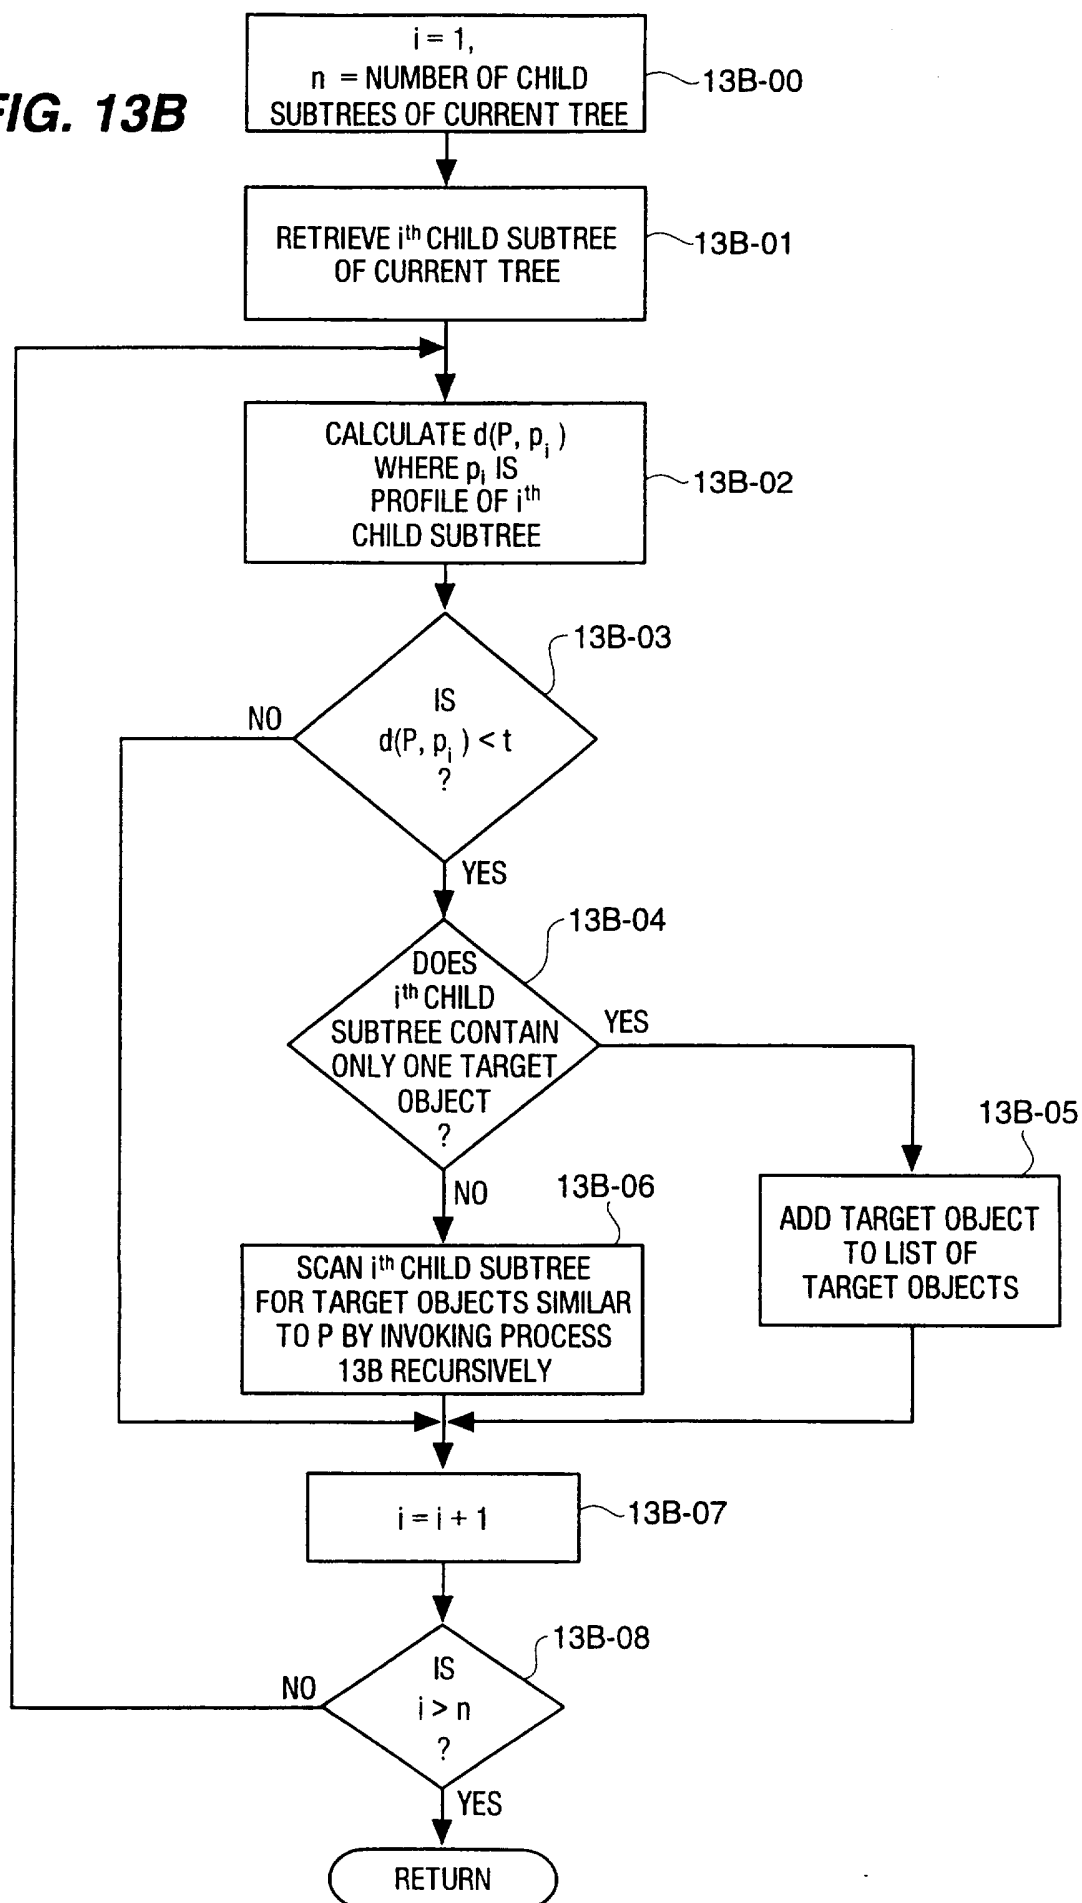 FIG. 13B
i = 1,
n = NUMBER OF CHILD
SUBTREES OF CURRENT TREE
13B-00
RETRIEVE iᵗʰ CHILD SUBTREE
OF CURRENT TREE
13B-01
CALCULATE d(P, pᵢ)
WHERE pᵢ IS
PROFILE OF iᵗʰ
CHILD SUBTREE
13B-02
13B-03
IS
d(P, pᵢ) < t
?
NO
YES
13B-04
DOES
iᵗʰ CHILD
SUBTREE CONTAIN
ONLY ONE TARGET
OBJECT
?
YES
NO
13B-05
ADD TARGET OBJECT
TO LIST OF
TARGET OBJECTS
13B-06
SCAN iᵗʰ CHILD SUBTREE
FOR TARGET OBJECTS SIMILAR
TO P BY INVOKING PROCESS
13B RECURSIVELY
i = i + 1
13B-07
13B-08
IS
i > n
?
NO
YES
RETURN